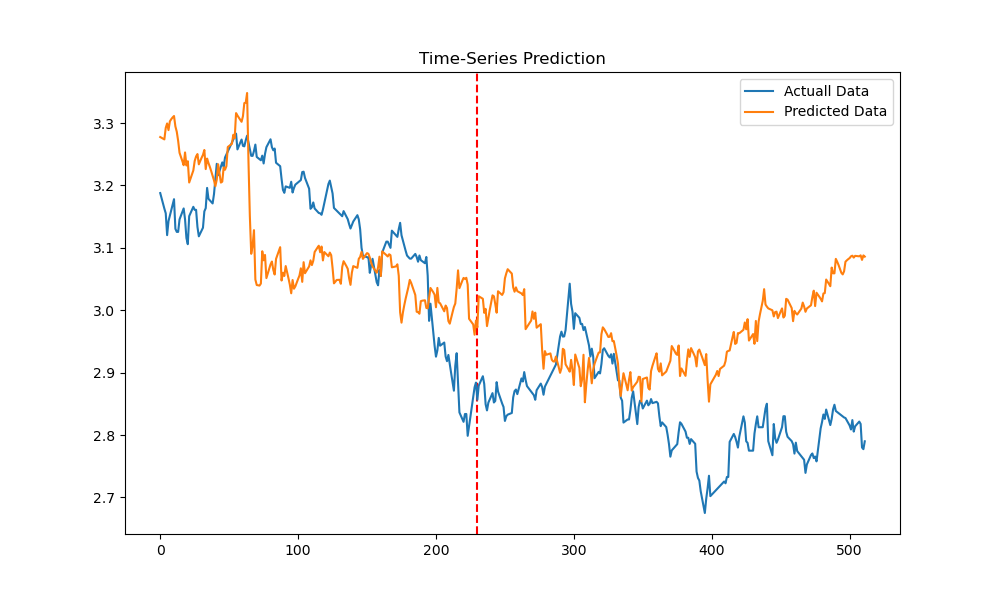 Time-Series Prediction
Actuall Data
Predicted Data
3.3
3.2
3.1
3.0
2.9
2.8
2.7
0 100 200 300 400 500